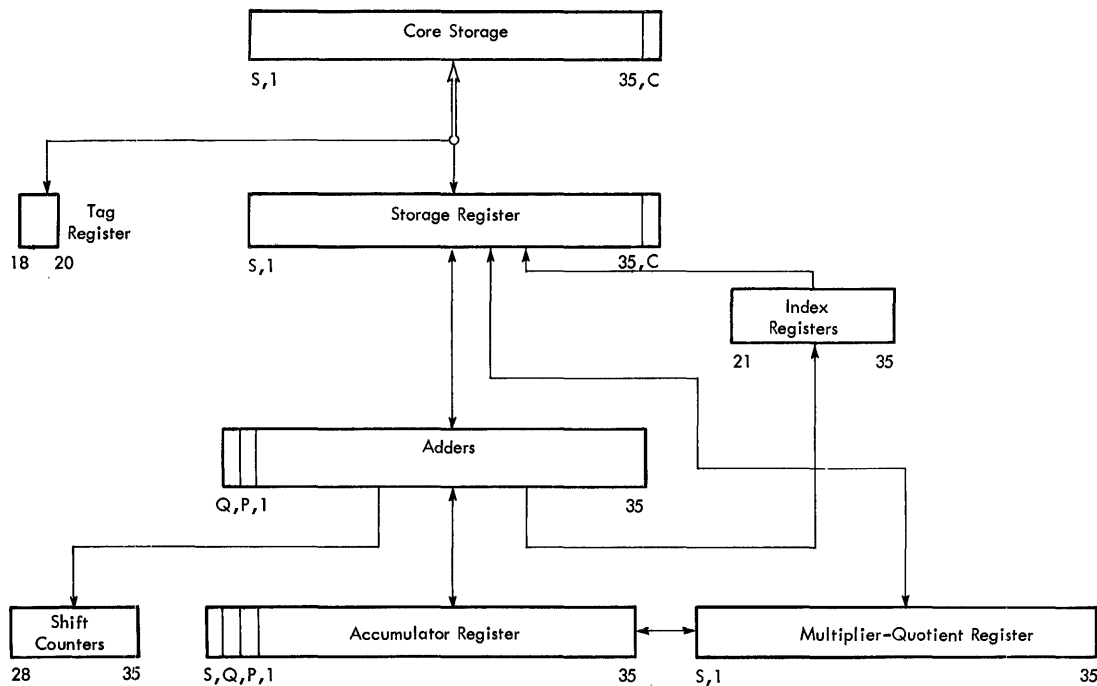 Core Storage
S,1
35,C
Tag
Register
18
20
Storage Register
S,1
35,C
Index
Registers
21
35
Adders
Q,P,1
35
Shift
Counters
28
35
Accumulator Register
S,Q,P,1
35
Multiplier-Quotient Register
S,1
35